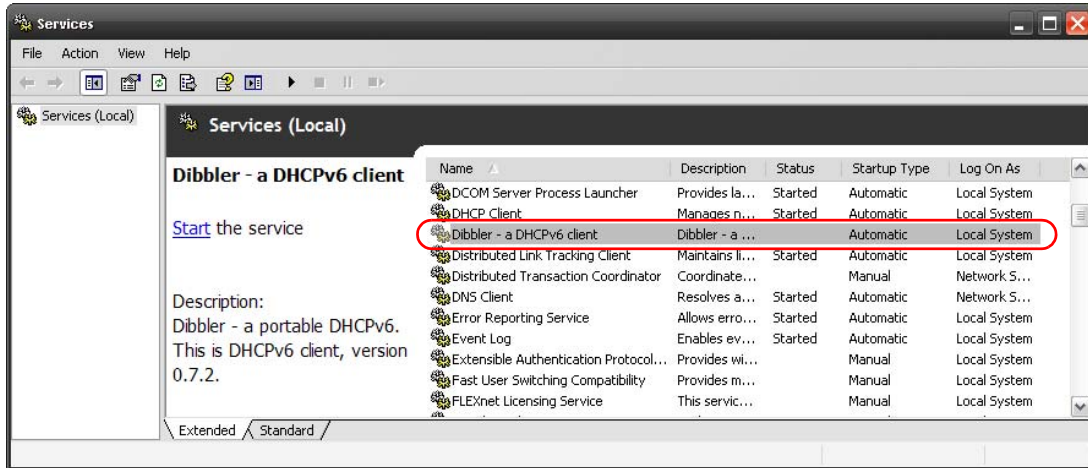 Services
File Action View Help
Services (Local)
Services (Local)
Dibbler - a DHCPv6 client
Start the service
Description:
Dibbler - a portable DHCPv6.
This is DHCPv6 client, version
0.7.2.
Name Description Status Startup Type Log On As
DCOM Server Process Launcher Provides la... Started Automatic Local System
DHCP Client Manages n... Started Automatic Local System
Dibbler - a DHCPv6 client Dibbler - a ... Automatic Local System
Distributed Link Tracking Client Maintains li... Started Automatic Local System
Distributed Transaction Coordinator Coordinate... Manual Network S...
DNS Client Resolves a... Started Automatic Network S...
Error Reporting Service Allows erro... Started Automatic Local System
Event Log Enables ev... Started Automatic Local System
Extensible Authentication Protocol... Provides wi... Manual Local System
Fast User Switching Compatibility Provides m... Manual Local System
FLEXnet Licensing Service This servic... Manual Local System
Extended Standard